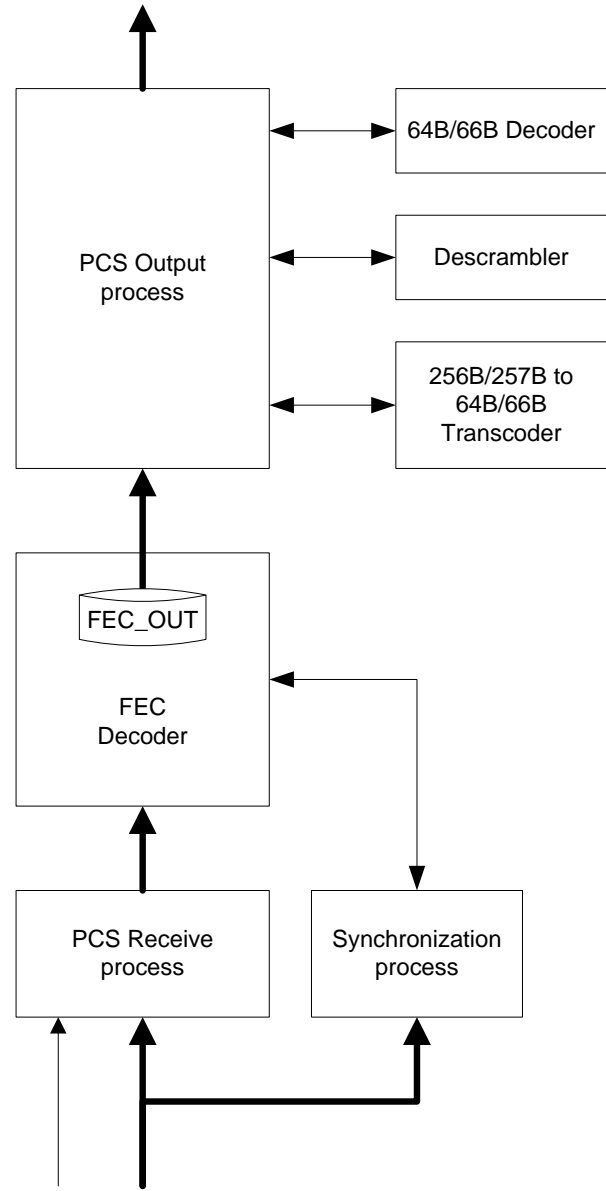 64B/66B Decoder
PCS Output
process
Descrambler
256B/257B to
64B/66B
Transcoder
FEC_OUT
FEC
Decoder
PCS Receive
process
Synchronization
process